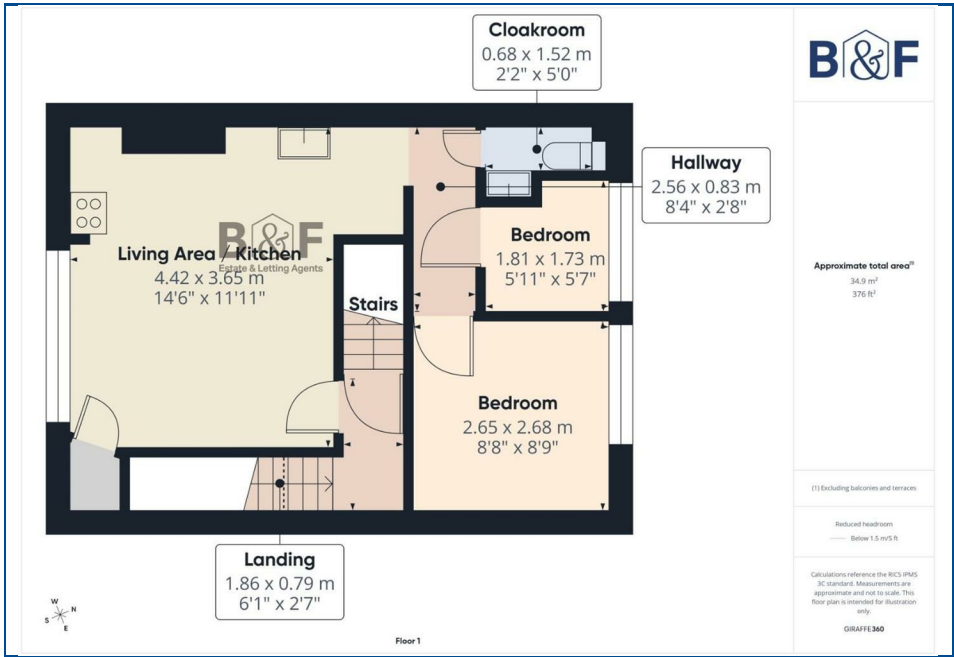 Cloakroom
0.68 x 1.52 m
2'2" x 5'0"
B&F
Hallway
2.56 x 0.83 m
8'4" x 2'8"
B&F
Estate & Letting Agents
Living Area / Kitchen
4.42 x 3.65 m
14'6" x 11'11"
Bedroom
1.81 x 1.73 m
5'11" x 5'7"
Stairs
Bedroom
2.65 x 2.68 m
8'8" x 8'9"
Landing
1.86 x 0.79 m
6'1" x 2'7"
W
N
S
E
Floor 1
Approximate total area⁽¹⁾
34.9 m²
376 ft²
(1) Excluding balconies and terraces
Reduced headroom
Below 1.5 m/5 ft
Calculations reference the RICS IPMS
3C standard. Measurements are
approximate and not to scale. This
floor plan is intended for illustration
only.
GIRAFFE360